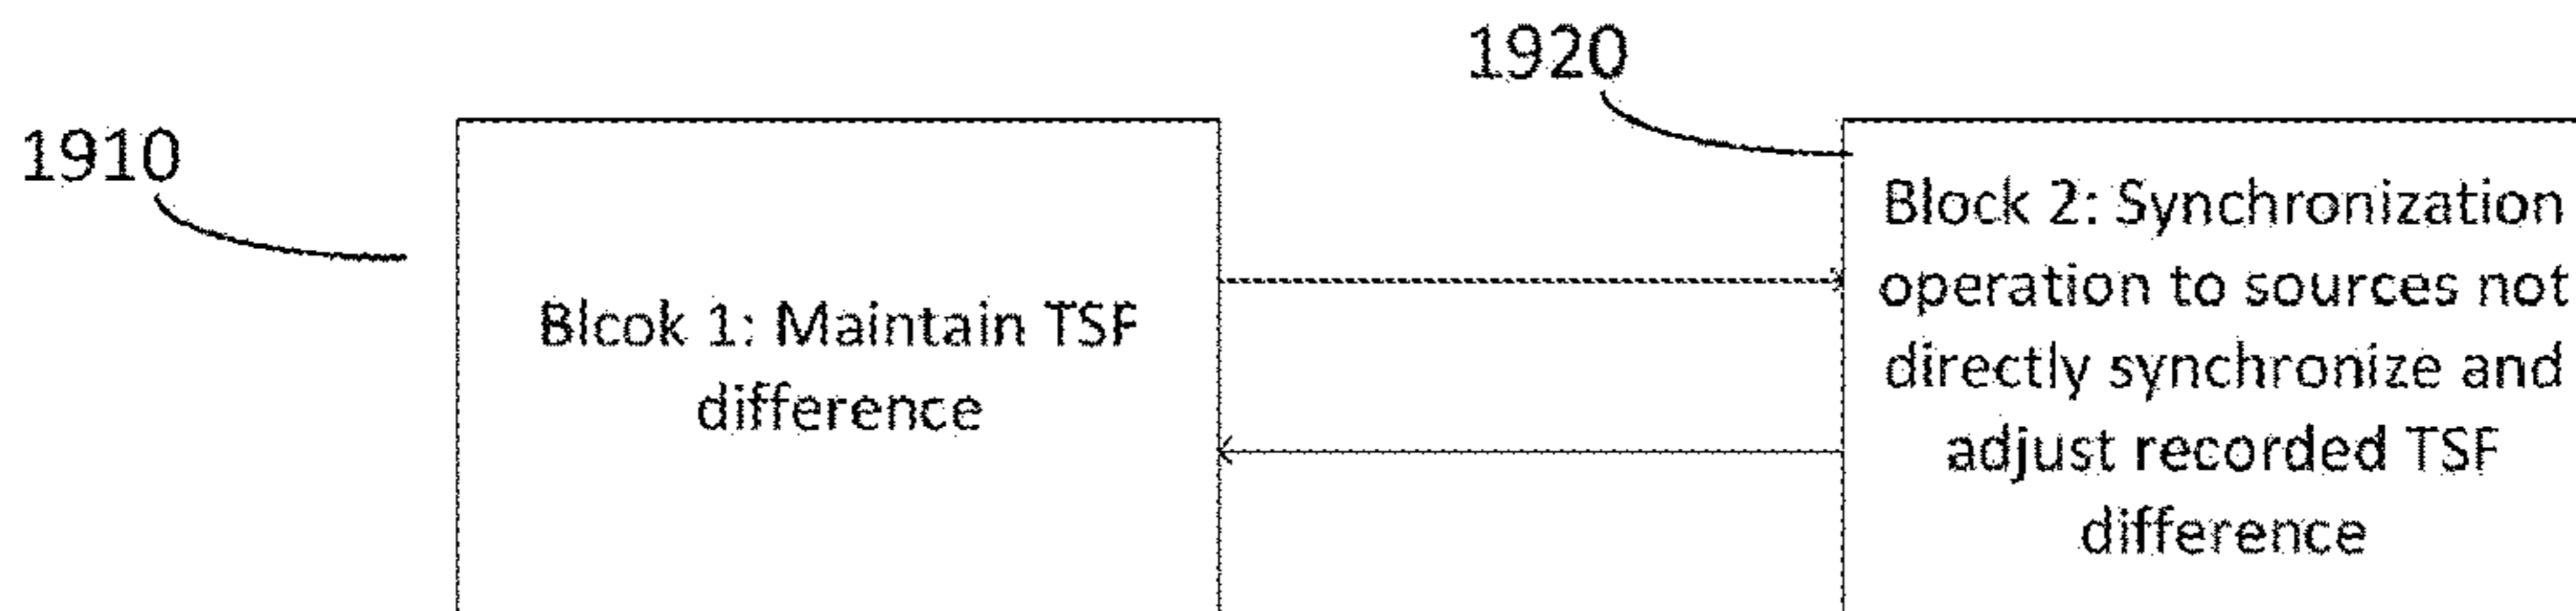 1920
1910
Blcok 1: Maintain TSF
difference
Block 2: Synchronization
operation to sources not
directly synchronize and
adjust recorded TSF
difference